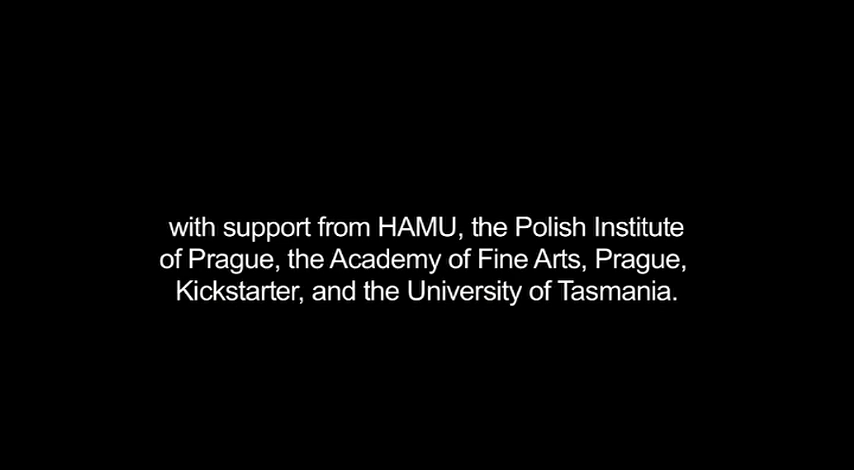 with support from HAMU, the Polish Institute
of Prague, the Academy of Fine Arts, Prague,
Kickstarter, and the University of Tasmania.